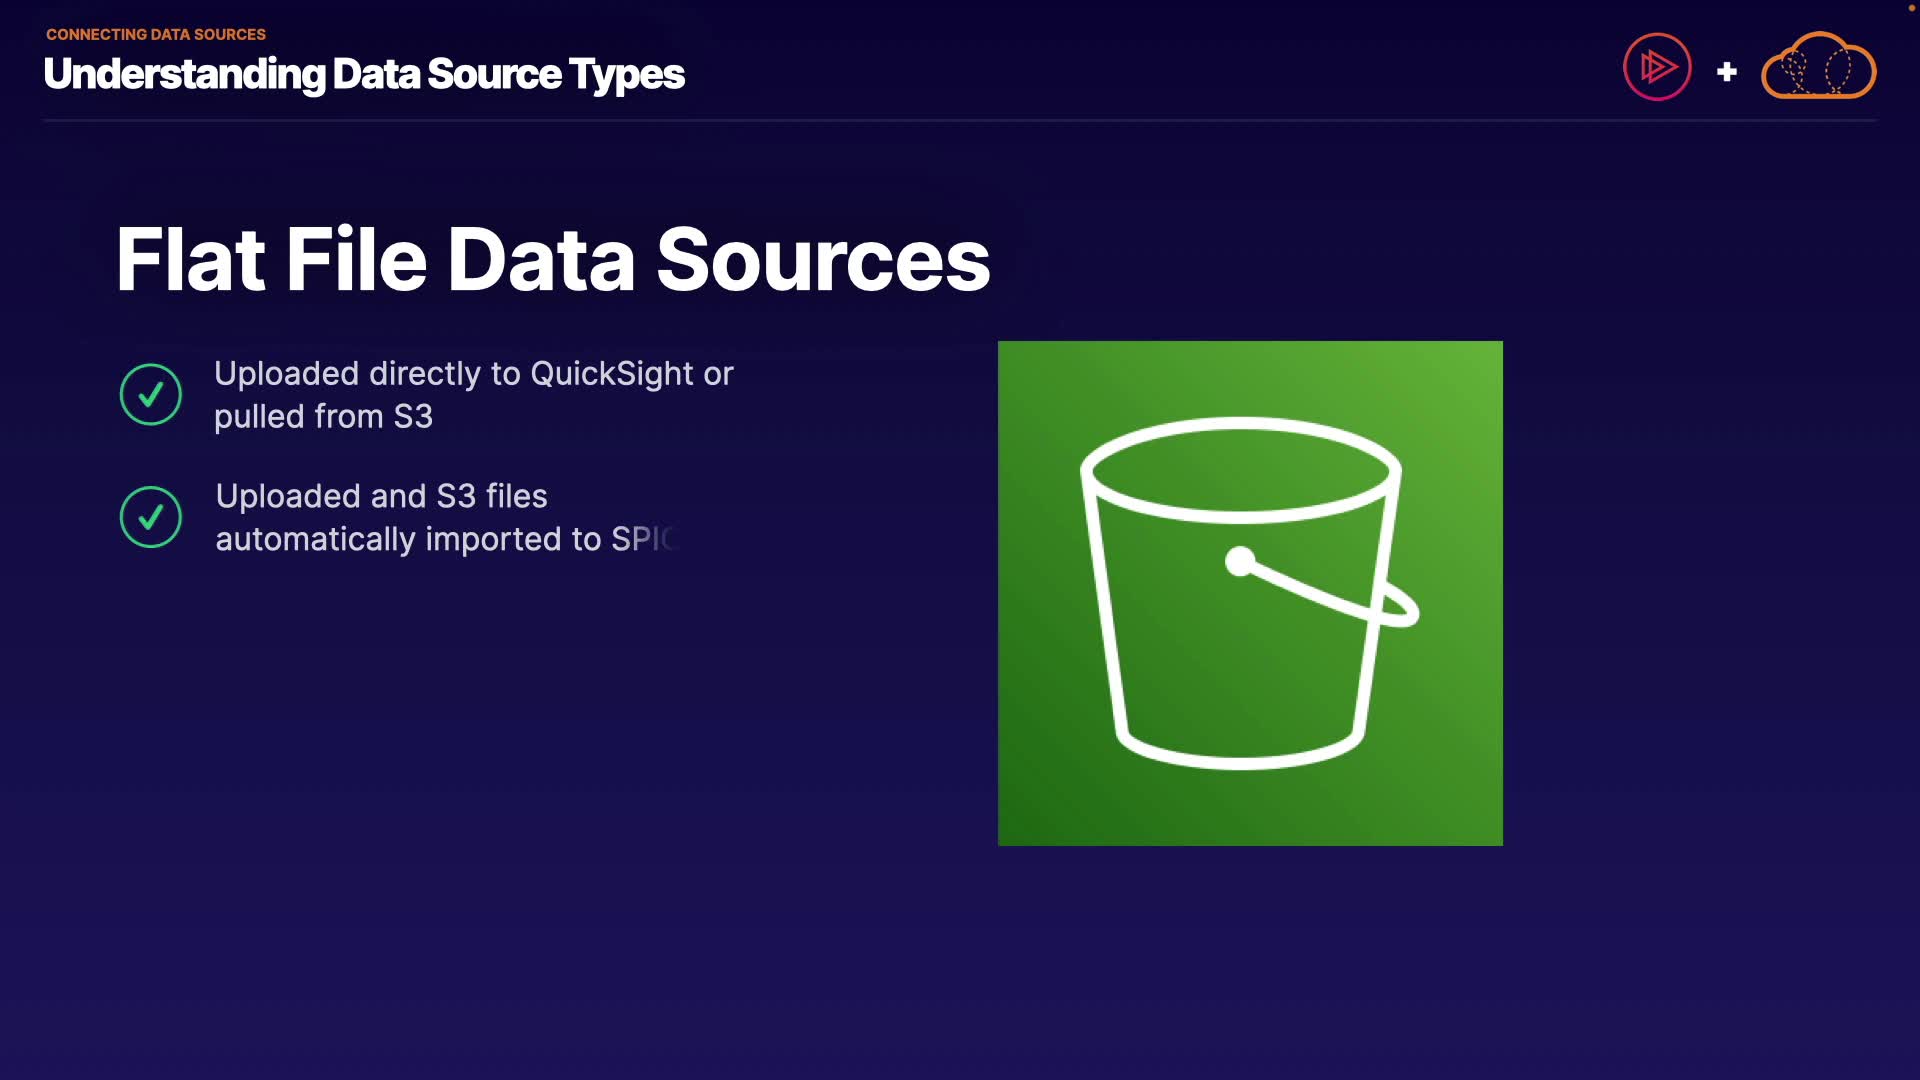 CONNECTING DATA SOURCES
Understanding Data Source Types
Flat File Data Sources
Uploaded directly to QuickSight or
pulled from S3
Uploaded and S3 files
automatically imported to SPIC